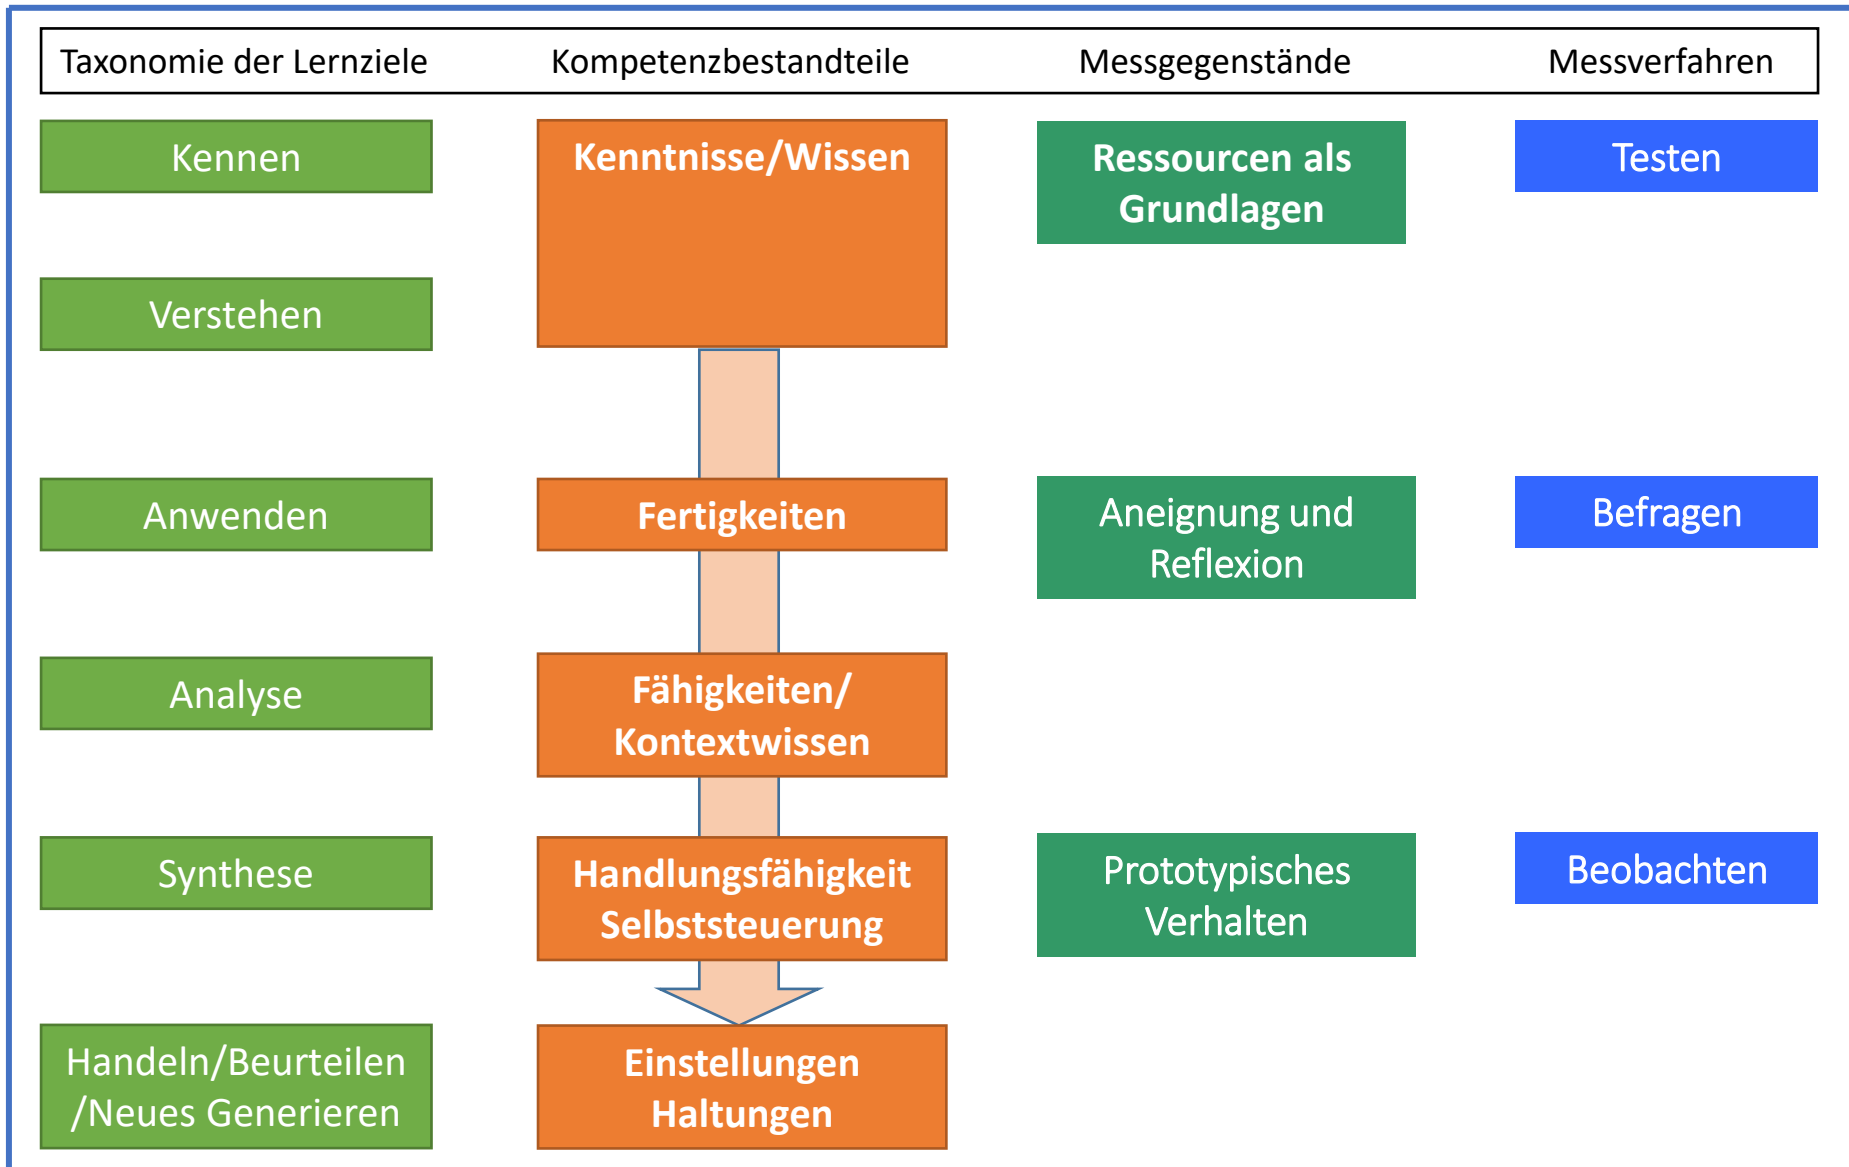 Taxonomie der Lernziele
Kompetenzbestandteile
Messgegenstände
Messverfahren
Kennen
Kenntnisse/Wissen
Ressourcen als
Grundlagen
Testen
Verstehen
Anwenden
Fertigkeiten
Aneignung und
Reflexion
Befragen
Analyse
Fähigkeiten/
Kontextwissen
Synthese
Handlungsfähigkeit
Selbststeuerung
Prototypisches
Verhalten
Beobachten
Handeln/Beurteilen
/Neues Generieren
Einstellungen
Haltungen